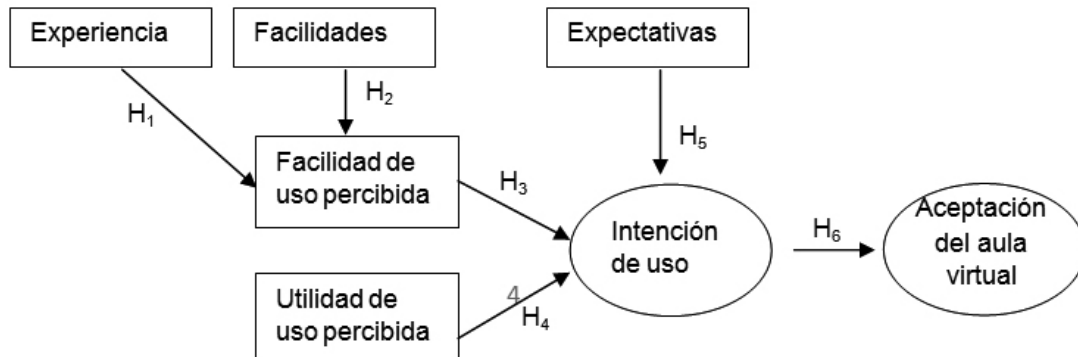 Experiencia
Facilidades
Expectativas
H₁
H₂
H₅
Facilidad de
uso percibida
H₃
Intención
de uso
H₆
Aceptación
del aula
virtual
Utilidad de
uso percibida
4
H₄